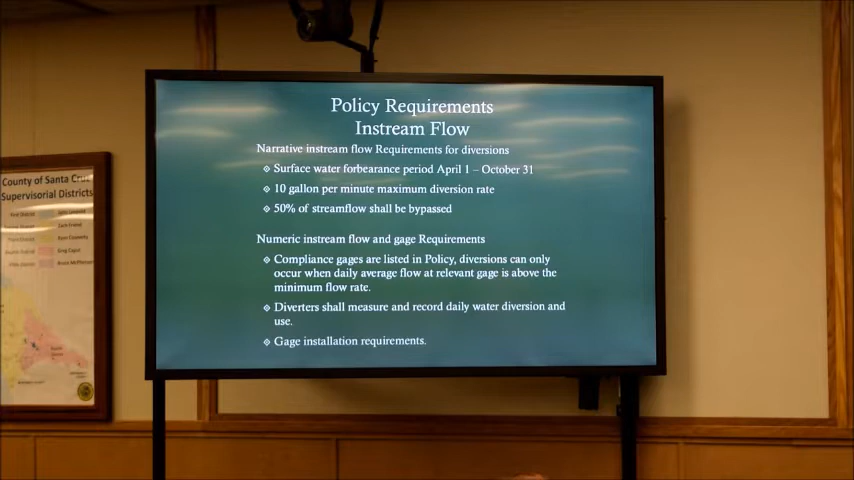 Policy Requirements
Instream Flow
Narrative instream flow Requirements for diversions
Surface water forbearance period April 1 – October 31
10 gallon per minute maximum diversion rate
50% of streamflow shall be bypassed
Numeric instream flow and gage Requirements
Compliance gages are listed in Policy, diversions can only
occur when daily average flow at relevant gage is above the
minimum flow rate.
Diverters shall measure and record daily water diversion and
use.
Gage installation requirements.
County of Santa Cruz
Supervisorial Districts
Greg Caput